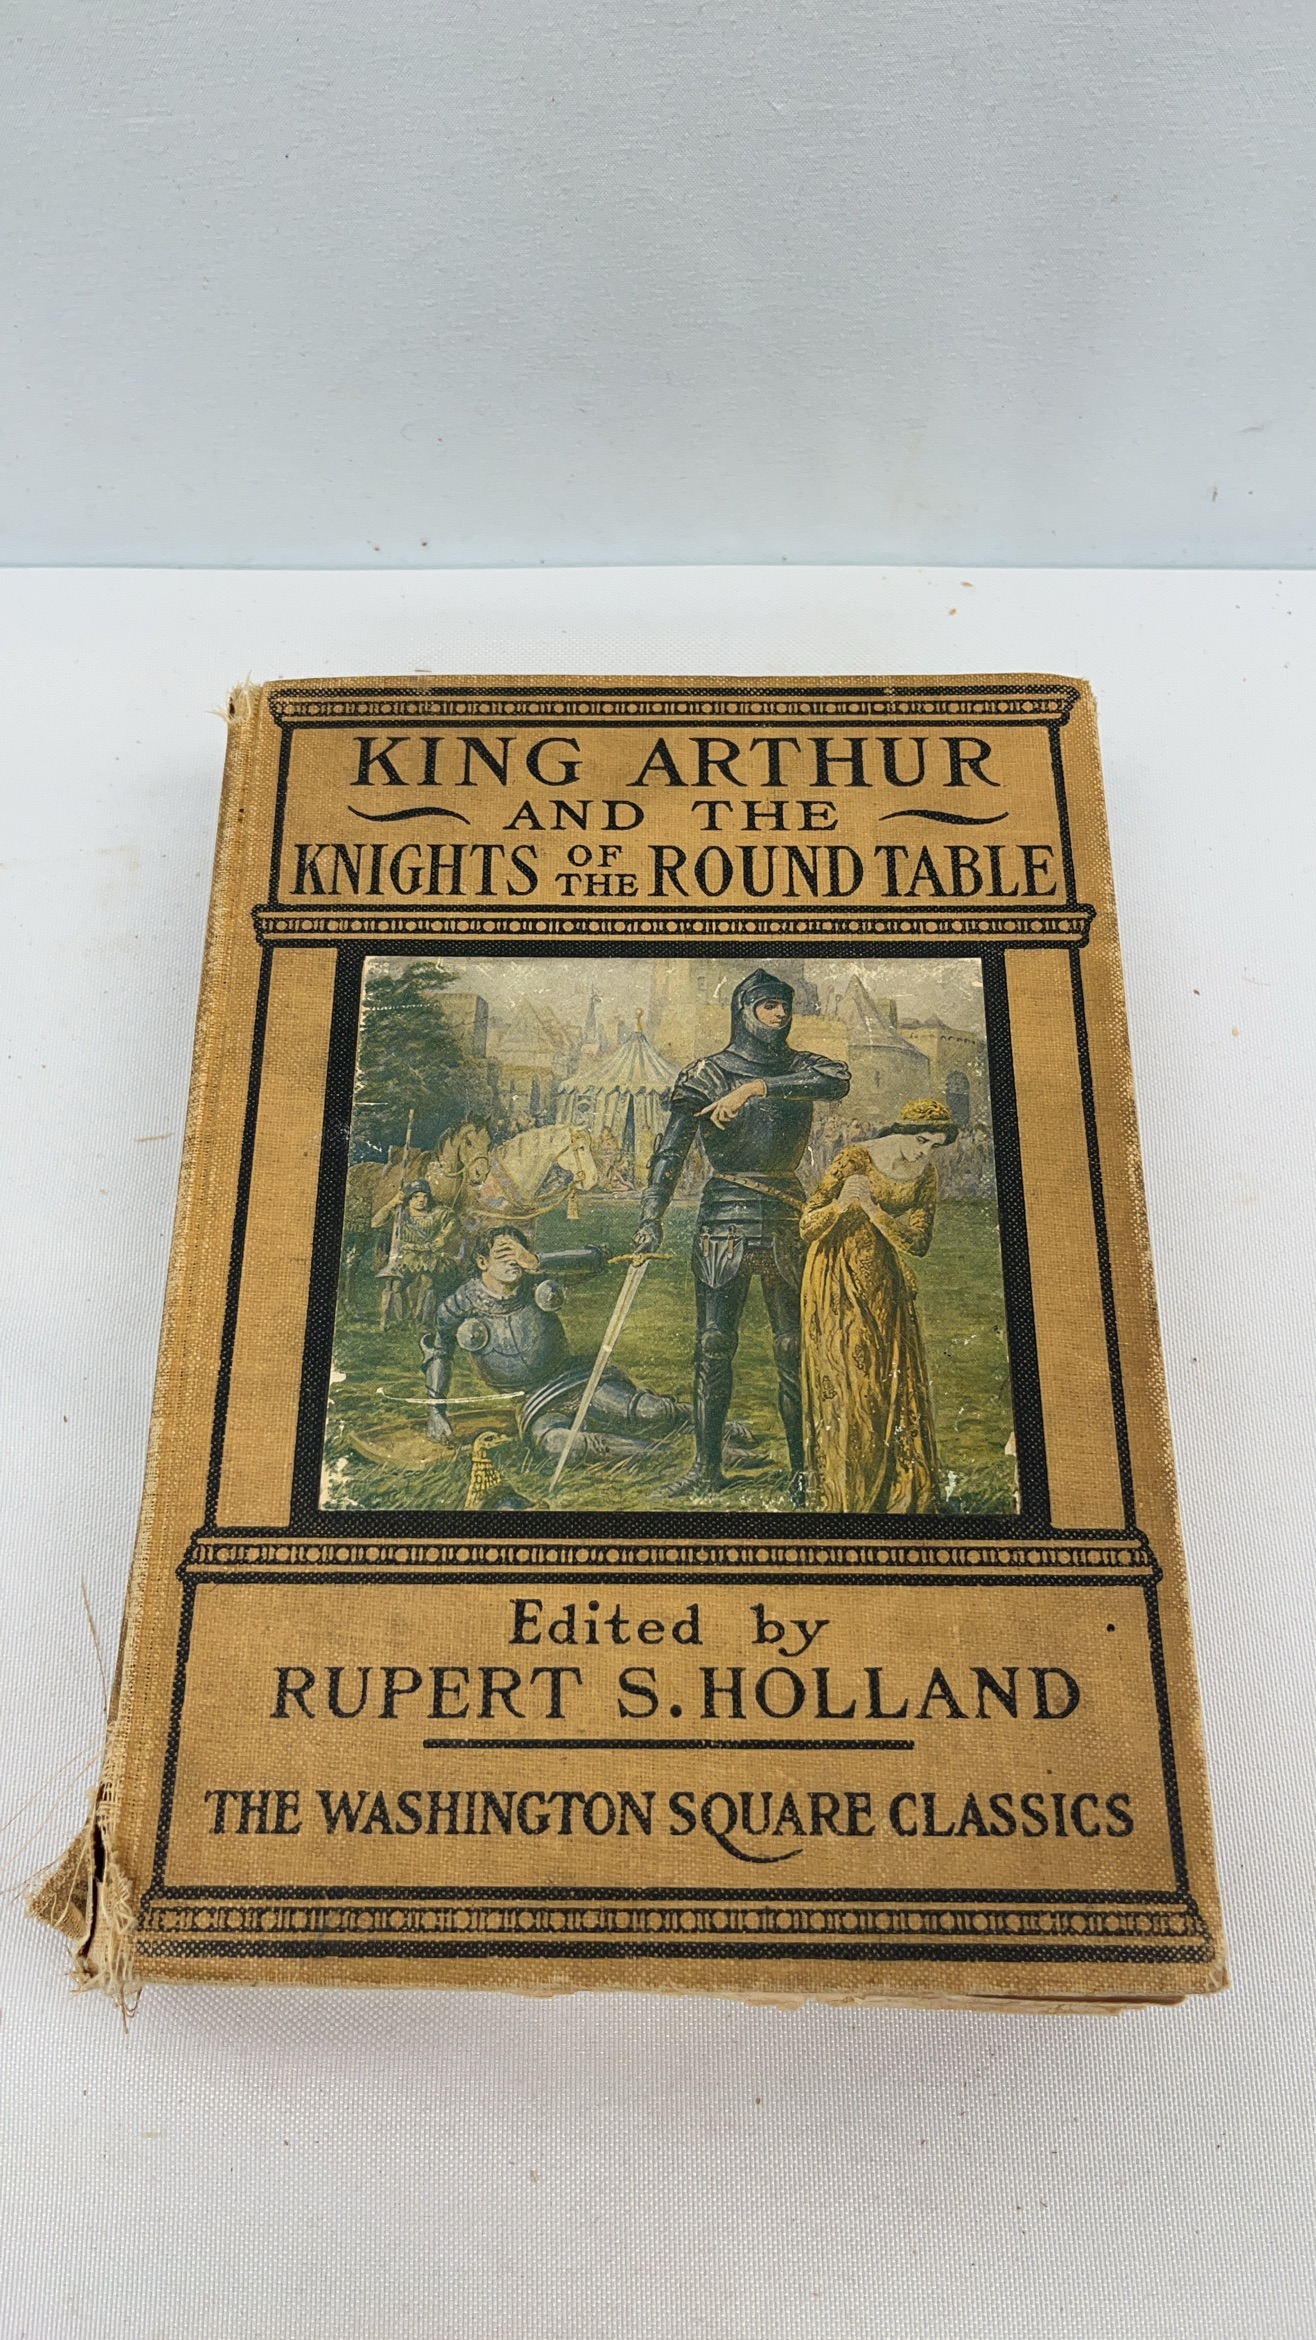 KING ARTHUR
AND THE
KNIGHTS OF THE ROUND TABLE
Edited by
RUPERT S. HOLLAND
THE WASHINGTON SQUARE CLASSICS